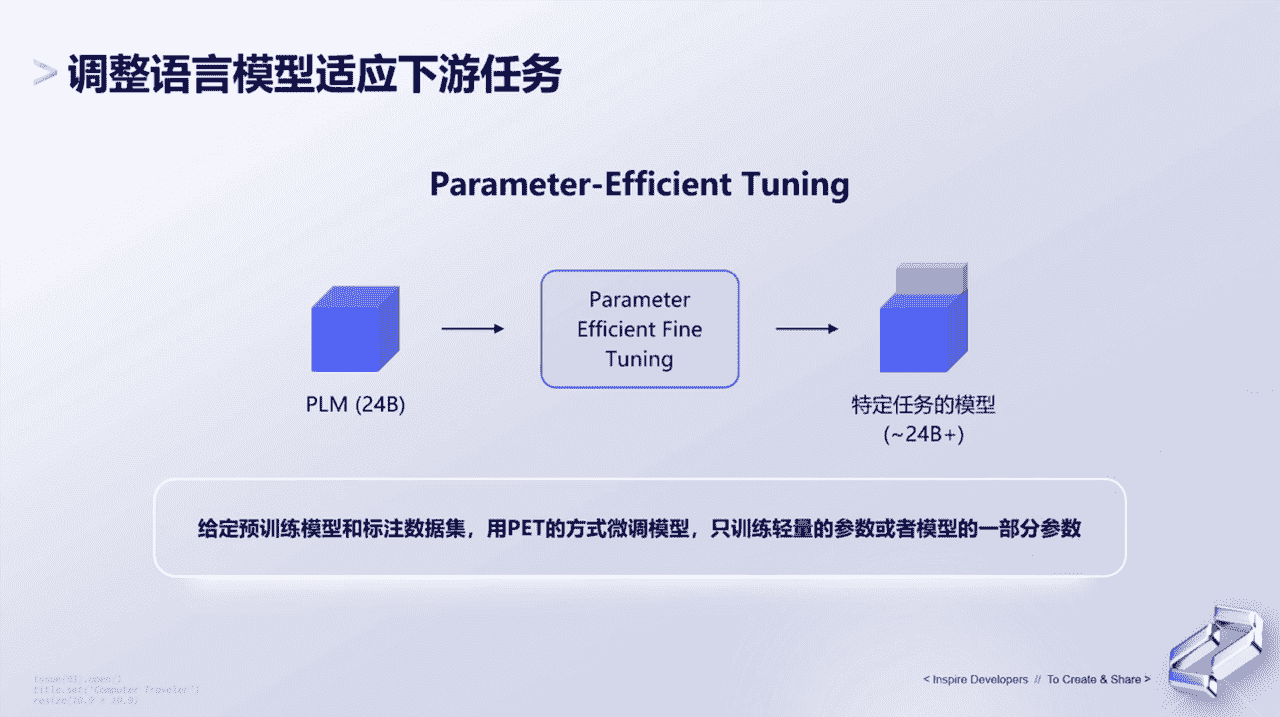 > 调整语言模型适应下游任务
Parameter-Efficient Tuning
Parameter
Efficient Fine
Tuning
PLM (24B)
特定任务的模型
(~24B+)
给定预训练模型和标注数据集，用PET的方式微调模型，只训练轻量的参数或者模型的一部分参数
< Inspire Developers // To Create & Share >
title.set('Computer Traveler')